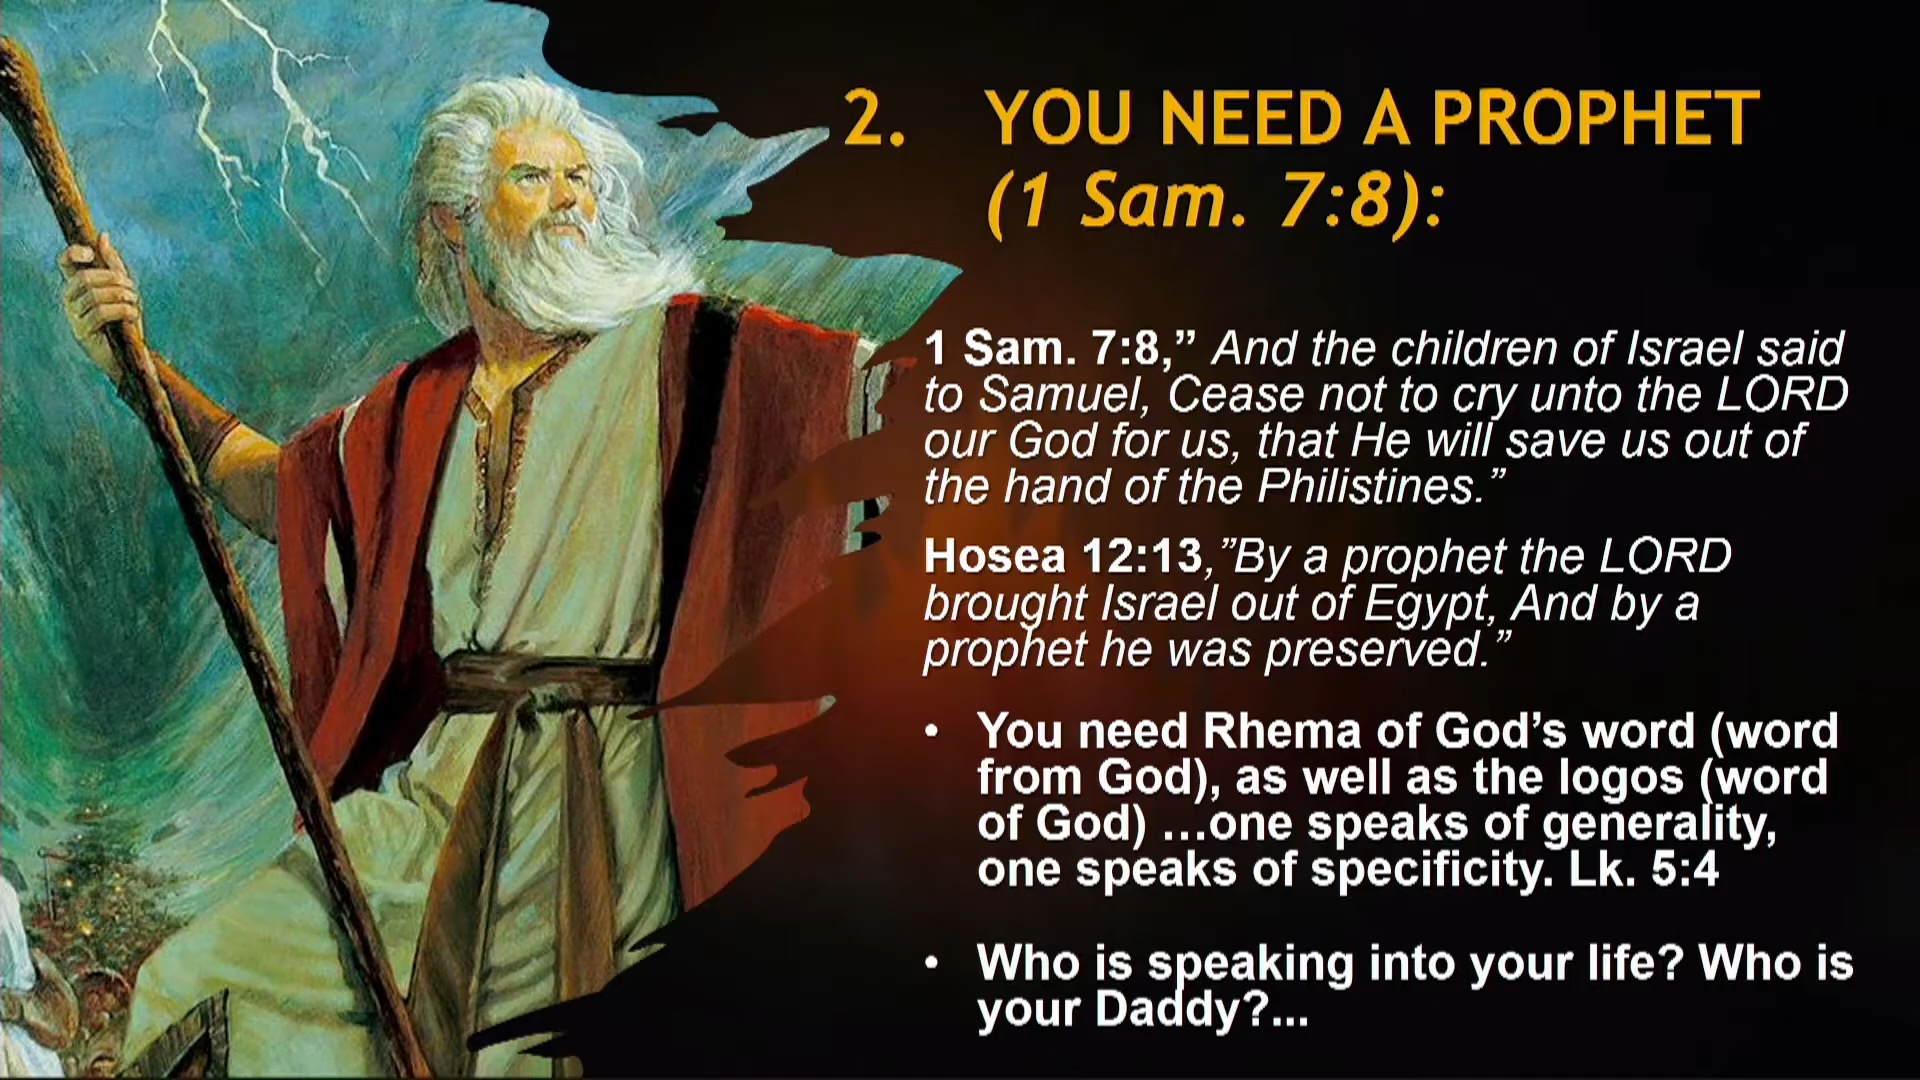 2. YOU NEED A PROPHET
(1 Sam. 7:8):
1 Sam. 7:8,” And the children of Israel said
to Samuel, Cease not to cry unto the LORD
our God for us, that He will save us out of
the hand of the Philistines.”
Hosea 12:13,”By a prophet the LORD
brought Israel out of Egypt, And by a
prophet he was preserved.”
• You need Rhema of God’s word (word
from God), as well as the logos (word
of God) …one speaks of generality,
one speaks of specificity. Lk. 5:4
• Who is speaking into your life? Who is
your Daddy?...